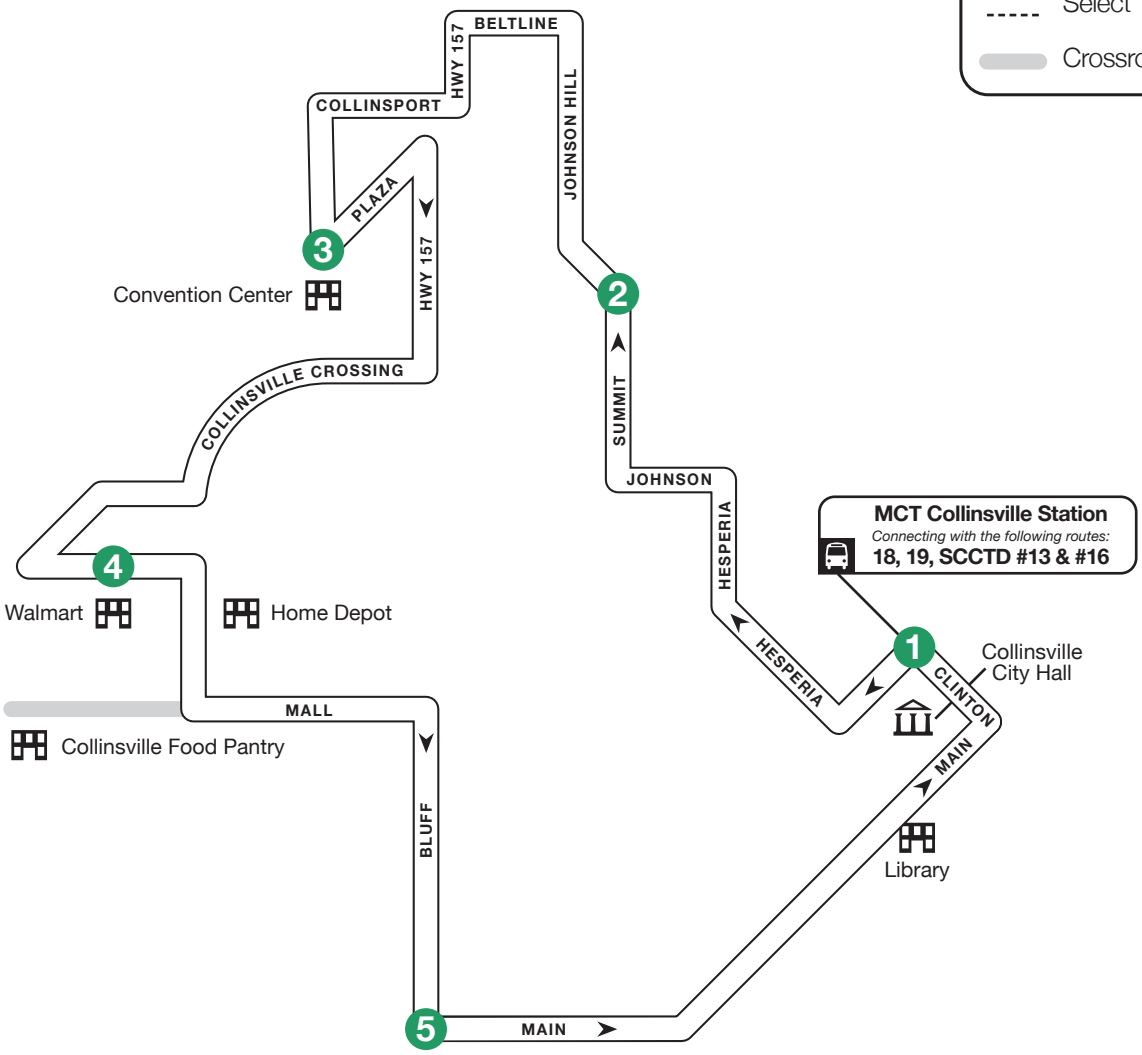 Select
Crossro
BELTLINE
HWY 157
COLLINSPORT
JOHNSON HILL
PLAZA
3
HWY 157
2
Convention Center
COLLINSVILLE CROSSING
SUMMIT
JOHNSON
HESPERIA
MCT Collinsville Station
Connecting with the following routes:
18, 19, SCCTD #13 & #16
4
Walmart
Home Depot
1
HESPERIA
Collinsville
City Hall
CLINTON
MALL
Collinsville Food Pantry
MAIN
BLUFF
Library
5
MAIN